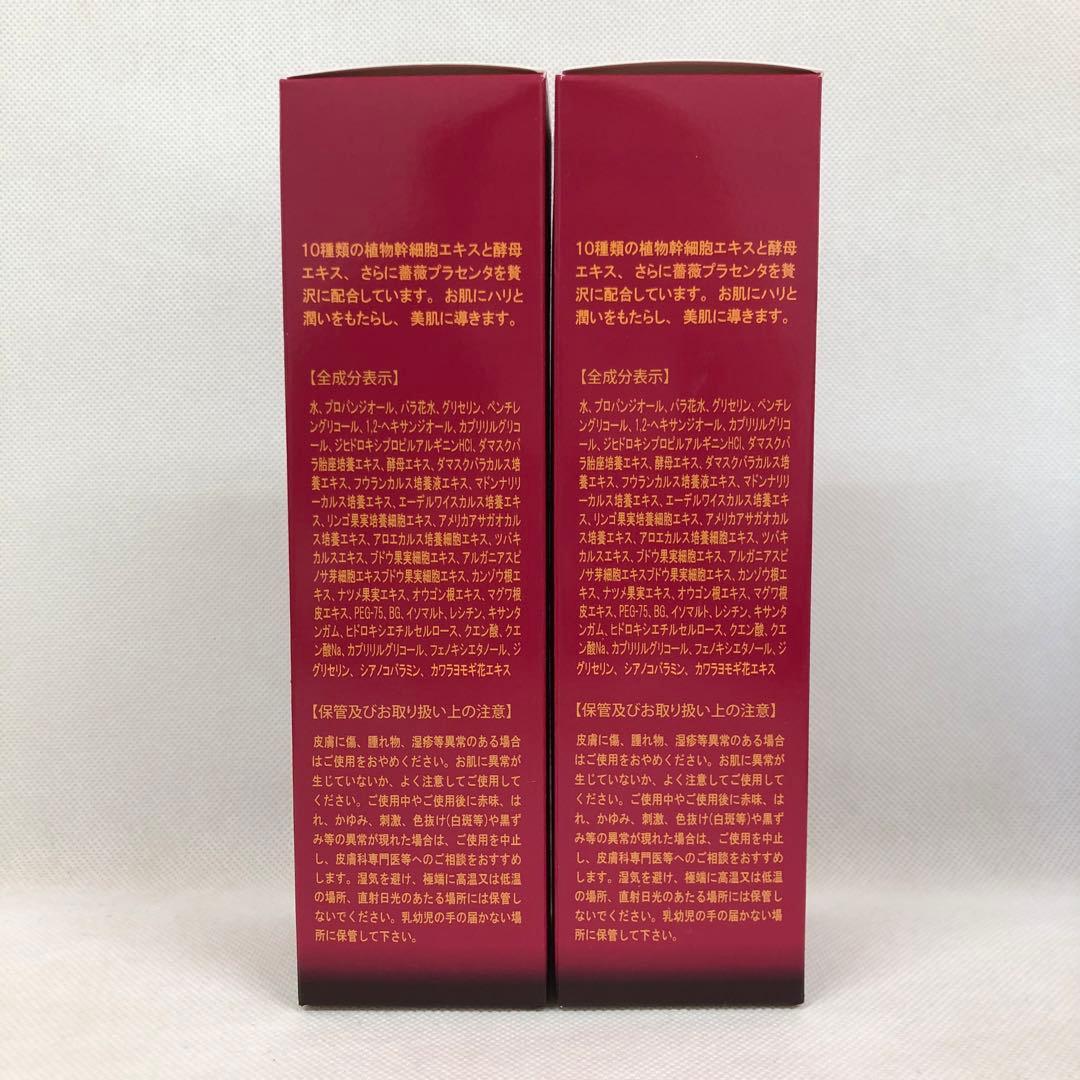 10種類の植物幹細胞エキスと酵母
エキス、さらに薔薇プラセンタを贅
沢に配合しています。お肌にハリと
潤いをもたらし、美肌に導きます。
【全成分表示】
水、プロパンジオール、バラ花水、グリセリン、ペンチレ
ングリコール、1,2-ヘキサンジオール、カプリリルグリコ
ール、ジヒドロキシプロピルアルギニンHCl、ダマスクバ
ラ胎座培養エキス、酵母エキス、ダマスクバラカルス培
養エキス、フウランカルス培養液エキス、マドンナリリ
ーカルス培養エキス、エーデルワイスカルス培養エキ
ス、リンゴ果実培養細胞エキス、アメリカアサガオカル
ス培養エキス、アロエカルス培養細胞エキス、ツバキ
カルスエキス、ブドウ果実細胞エキス、アルガニアスピ
ノサ芽細胞エキスブドウ果実細胞エキス、カンゾウ根エ
キス、ナツメ果実エキス、オウゴン根エキス、マグワ根
皮エキス、PEG-75、BG、イソマルト、レシチン、キサンタ
ンガム、ヒドロキシエチルセルロース、クエン酸、クエ
ン酸Na、カプリリルグリコール、フェノキシエタノール、ジ
グリセリン、シアノコバラミン、カワラヨモギ花エキス
【保管及びお取り扱い上の注意】
皮膚に傷、腫れ物、湿疹等異常のある場合
はご使用をおやめください。お肌に異常が
生じていないか、よく注意してご使用して
ください。ご使用中やご使用後に赤味、は
れ、かゆみ、刺激、色抜け(白斑等)や黒ず
み等の異常が現れた場合は、ご使用を中止
し、皮膚科専門医等へのご相談をおすすめ
します。湿気を避け、極端に高温又は低温
の場所、直射日光のあたる場所には保管し
ないでください。乳幼児の手の届かない場
所に保管して下さい。
10種類の植物幹細胞エキスと酵母
エキス、さらに薔薇プラセンタを贅
沢に配合しています。お肌にハリと
潤いをもたらし、美肌に導きます。
【全成分表示】
水、プロパンジオール、バラ花水、グリセリン、ペンチレ
ングリコール、1,2-ヘキサンジオール、カプリリルグリコ
ール、ジヒドロキシプロピルアルギニンHCl、ダマスクバ
ラ胎座培養エキス、酵母エキス、ダマスクバラカルス培
養エキス、フウランカルス培養液エキス、マドンナリリ
ーカルス培養エキス、エーデルワイスカルス培養エキ
ス、リンゴ果実培養細胞エキス、アメリカアサガオカル
ス培養エキス、アロエカルス培養細胞エキス、ツバキ
カルスエキス、ブドウ果実細胞エキス、アルガニアスピ
ノサ芽細胞エキスブドウ果実細胞エキス、カンゾウ根エ
キス、ナツメ果実エキス、オウゴン根エキス、マグワ根
皮エキス、PEG-75、BG、イソマルト、レシチン、キサンタ
ンガム、ヒドロキシエチルセルロース、クエン酸、クエ
ン酸Na、カプリリルグリコール、フェノキシエタノール、ジ
グリセリン、シアノコバラミン、カワラヨモギ花エキス
【保管及びお取り扱い上の注意】
皮膚に傷、腫れ物、湿疹等異常のある場合
はご使用をおやめください。お肌に異常が
生じていないか、よく注意してご使用して
ください。ご使用中やご使用後に赤味、は
れ、かゆみ、刺激、色抜け(白斑等)や黒ず
み等の異常が現れた場合は、ご使用を中止
し、皮膚科専門医等へのご相談をおすすめ
します。湿気を避け、極端に高温又は低温
の場所、直射日光のあたる場所には保管し
ないでください。乳幼児の手の届かない場
所に保管して下さい。